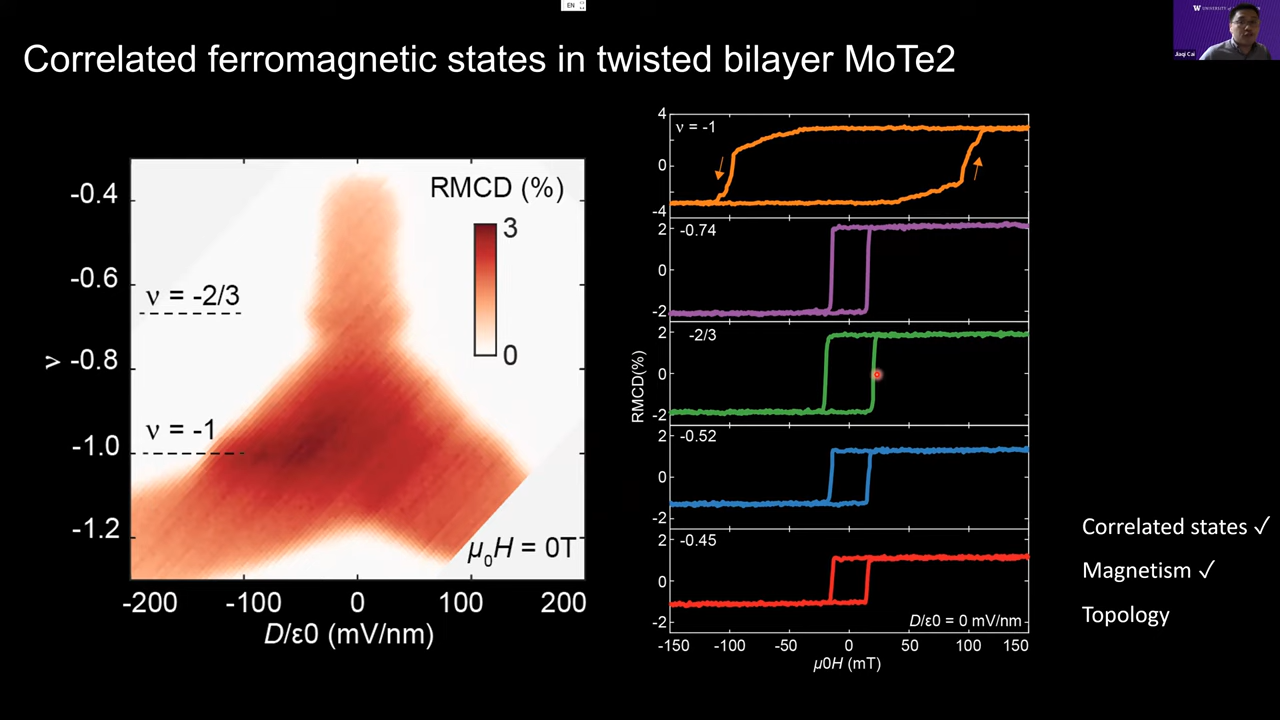 EN
Correlated ferromagnetic states in twisted bilayer MoTe2
Jiaqi Cai
RMCD (%)
3
0
-0.4
-0.6
ν = -2/3
ν
-0.8
ν = -1
-1.0
-1.2
μ0H = 0T
-200 -100 0 100 200
D/ε0 (mV/nm)
4
ν = -1
0
-4
2
-0.74
0
-2
2
-2/3
0
-2
RMCD(%)
2
-0.52
0
-2
2
-0.45
0
-2
D/ε0 = 0 mV/nm
-150 -100 -50 0 50 100 150
μ0H (mT)
Correlated states ✓
Magnetism ✓
Topology